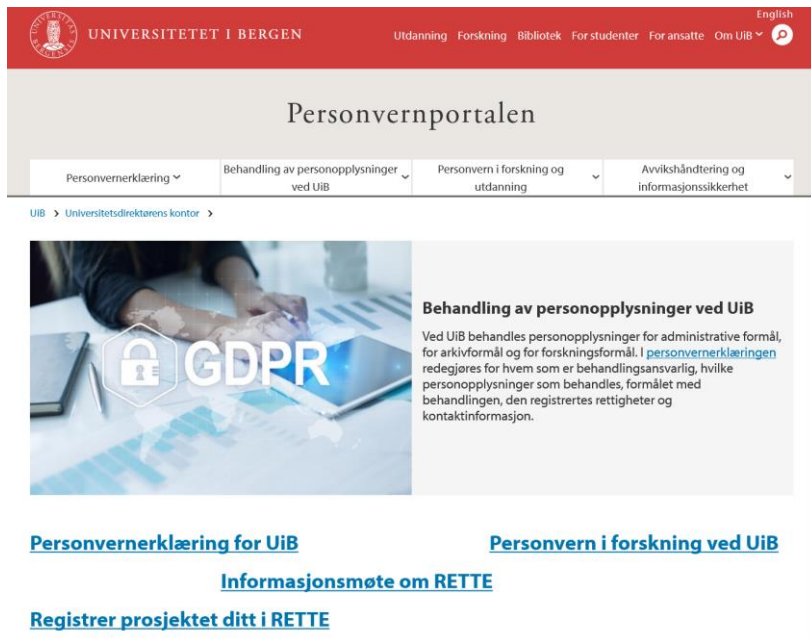 English
UNIVERSITETET I BERGEN
Utdanning Forskning Bibliotek For studenter For ansatte Om UiB
Personvernportalen
Personvernerklæring
Behandling av personopplysninger
ved UiB
Personvern i forskning og
utdanning
Avvikshåndtering og
informasjonssikkerhet
UiB > Universitetsdirektørens kontor >
GDPR
Behandling av personopplysninger ved UiB
Ved UiB behandles personopplysninger for administrative formål,
for arkivformål og for forskningsformål. I personvernerklæringen
redegjøres for hvem som er behandlingsansvarlig, hvilke
personopplysninger som behandles, formålet med
behandlingen, den registrertes rettigheter og
kontaktinformasjon.
Personvernerklæring for UiB
Personvern i forskning ved UiB
Informasjonsmøte om RETTE
Registrer prosjektet ditt i RETTE